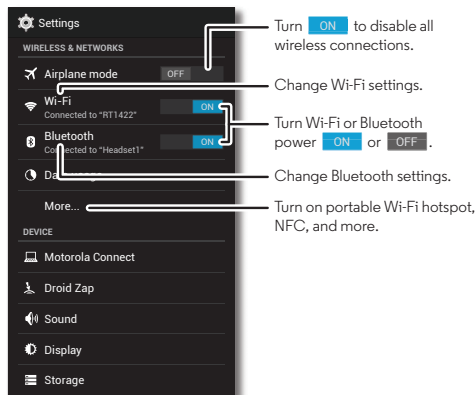 Settings
WIRELESS & NETWORKS
Airplane mode OFF
Wi-Fi
Connected to "RT1422"
ON
Bluetooth
Connected to "Headset1"
ON
More...
DEVICE
Motorola Connect
Droid Zap
Sound
Display
Storage
Turn ON to disable all
wireless connections.
Change Wi-Fi settings.
Turn Wi-Fi or Bluetooth
power ON or OFF.
Change Bluetooth settings.
Turn on portable Wi-Fi hotspot,
NFC, and more.